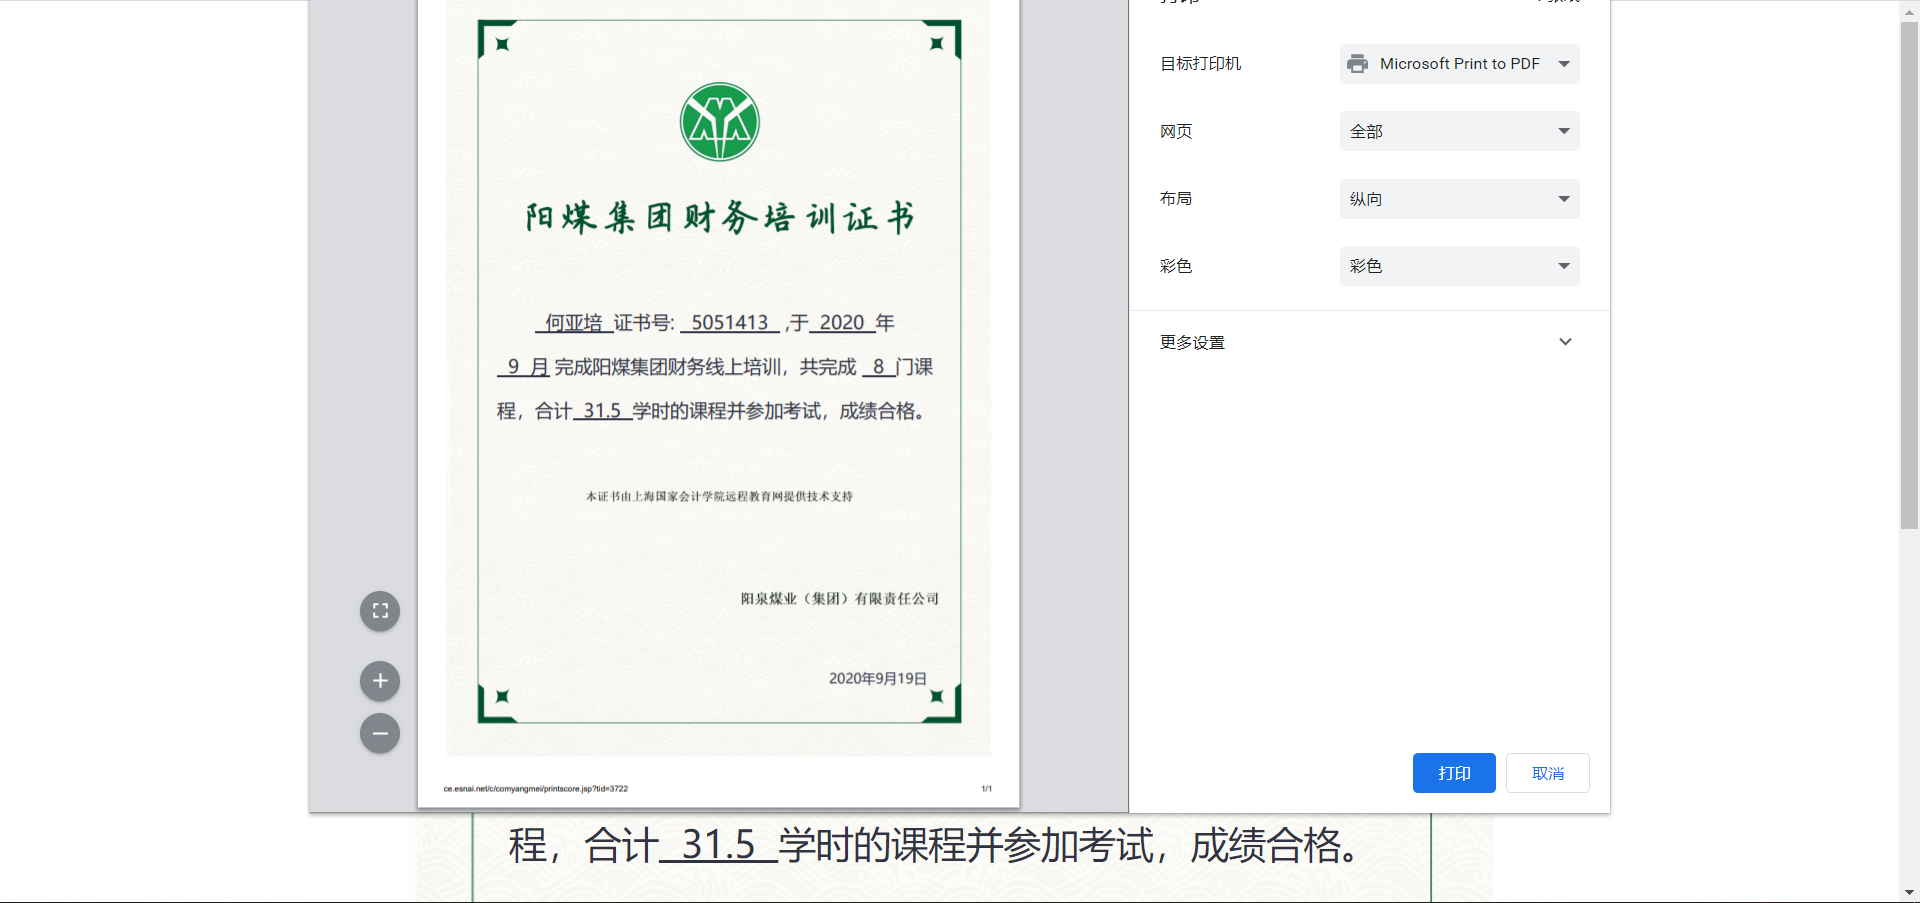 阳煤集团财务培训证书
何亚培 证书号: 5051413 ,于 2020 年
9 月 完成阳煤集团财务线上培训，共完成 8 门课
程，合计 31.5 学时的课程并参加考试，成绩合格。
本证书由上海国家会计学院远程教育网提供技术支持
阳泉煤业（集团）有限责任公司
2020年9月19日
ce.esnai.net/c/comyangmei/printscore.jsp?tid=3722
1/1
目标打印机
Microsoft Print to PDF
网页
全部
布局
纵向
彩色
彩色
更多设置
打印
取消
程，合计 31.5 学时的课程并参加考试，成绩合格。